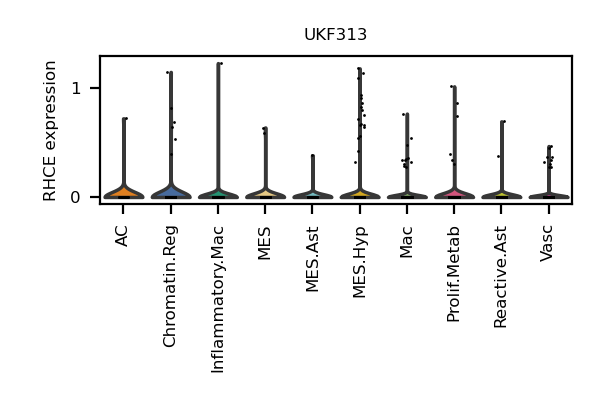 UKF313
RHCE expression
1
0
AC
Chromatin.Reg
Inflammatory.Mac
MES
MES.Ast
MES.Hyp
Mac
Prolif.Metab
Reactive.Ast
Vasc